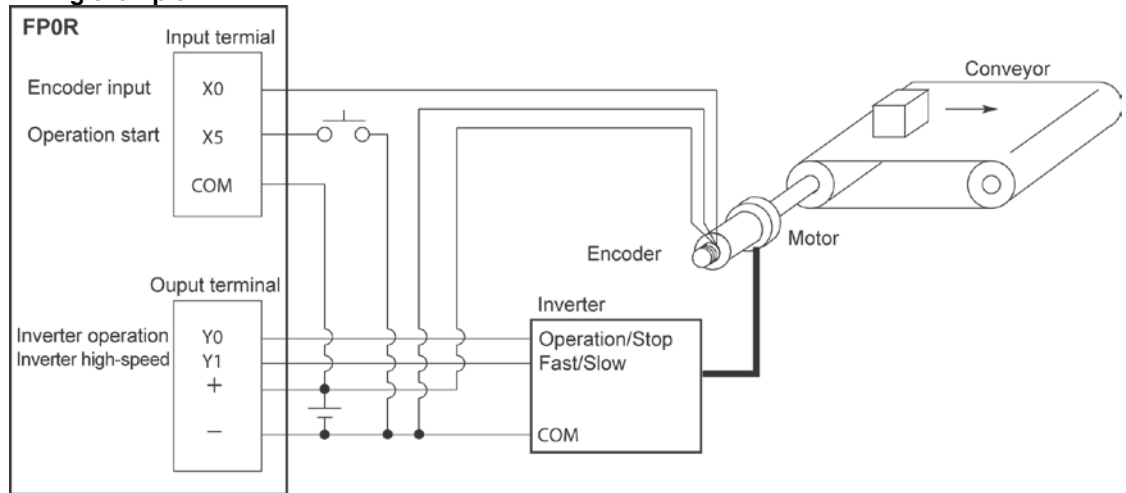 FP0R
Input termial
Encoder input
X0
Operation start
X5
COM
Conveyor
Motor
Encoder
Ouput terminal
Inverter
Inverter operation
Y0
Operation/Stop
Inverter high-speed
Y1
Fast/Slow
+
−
COM